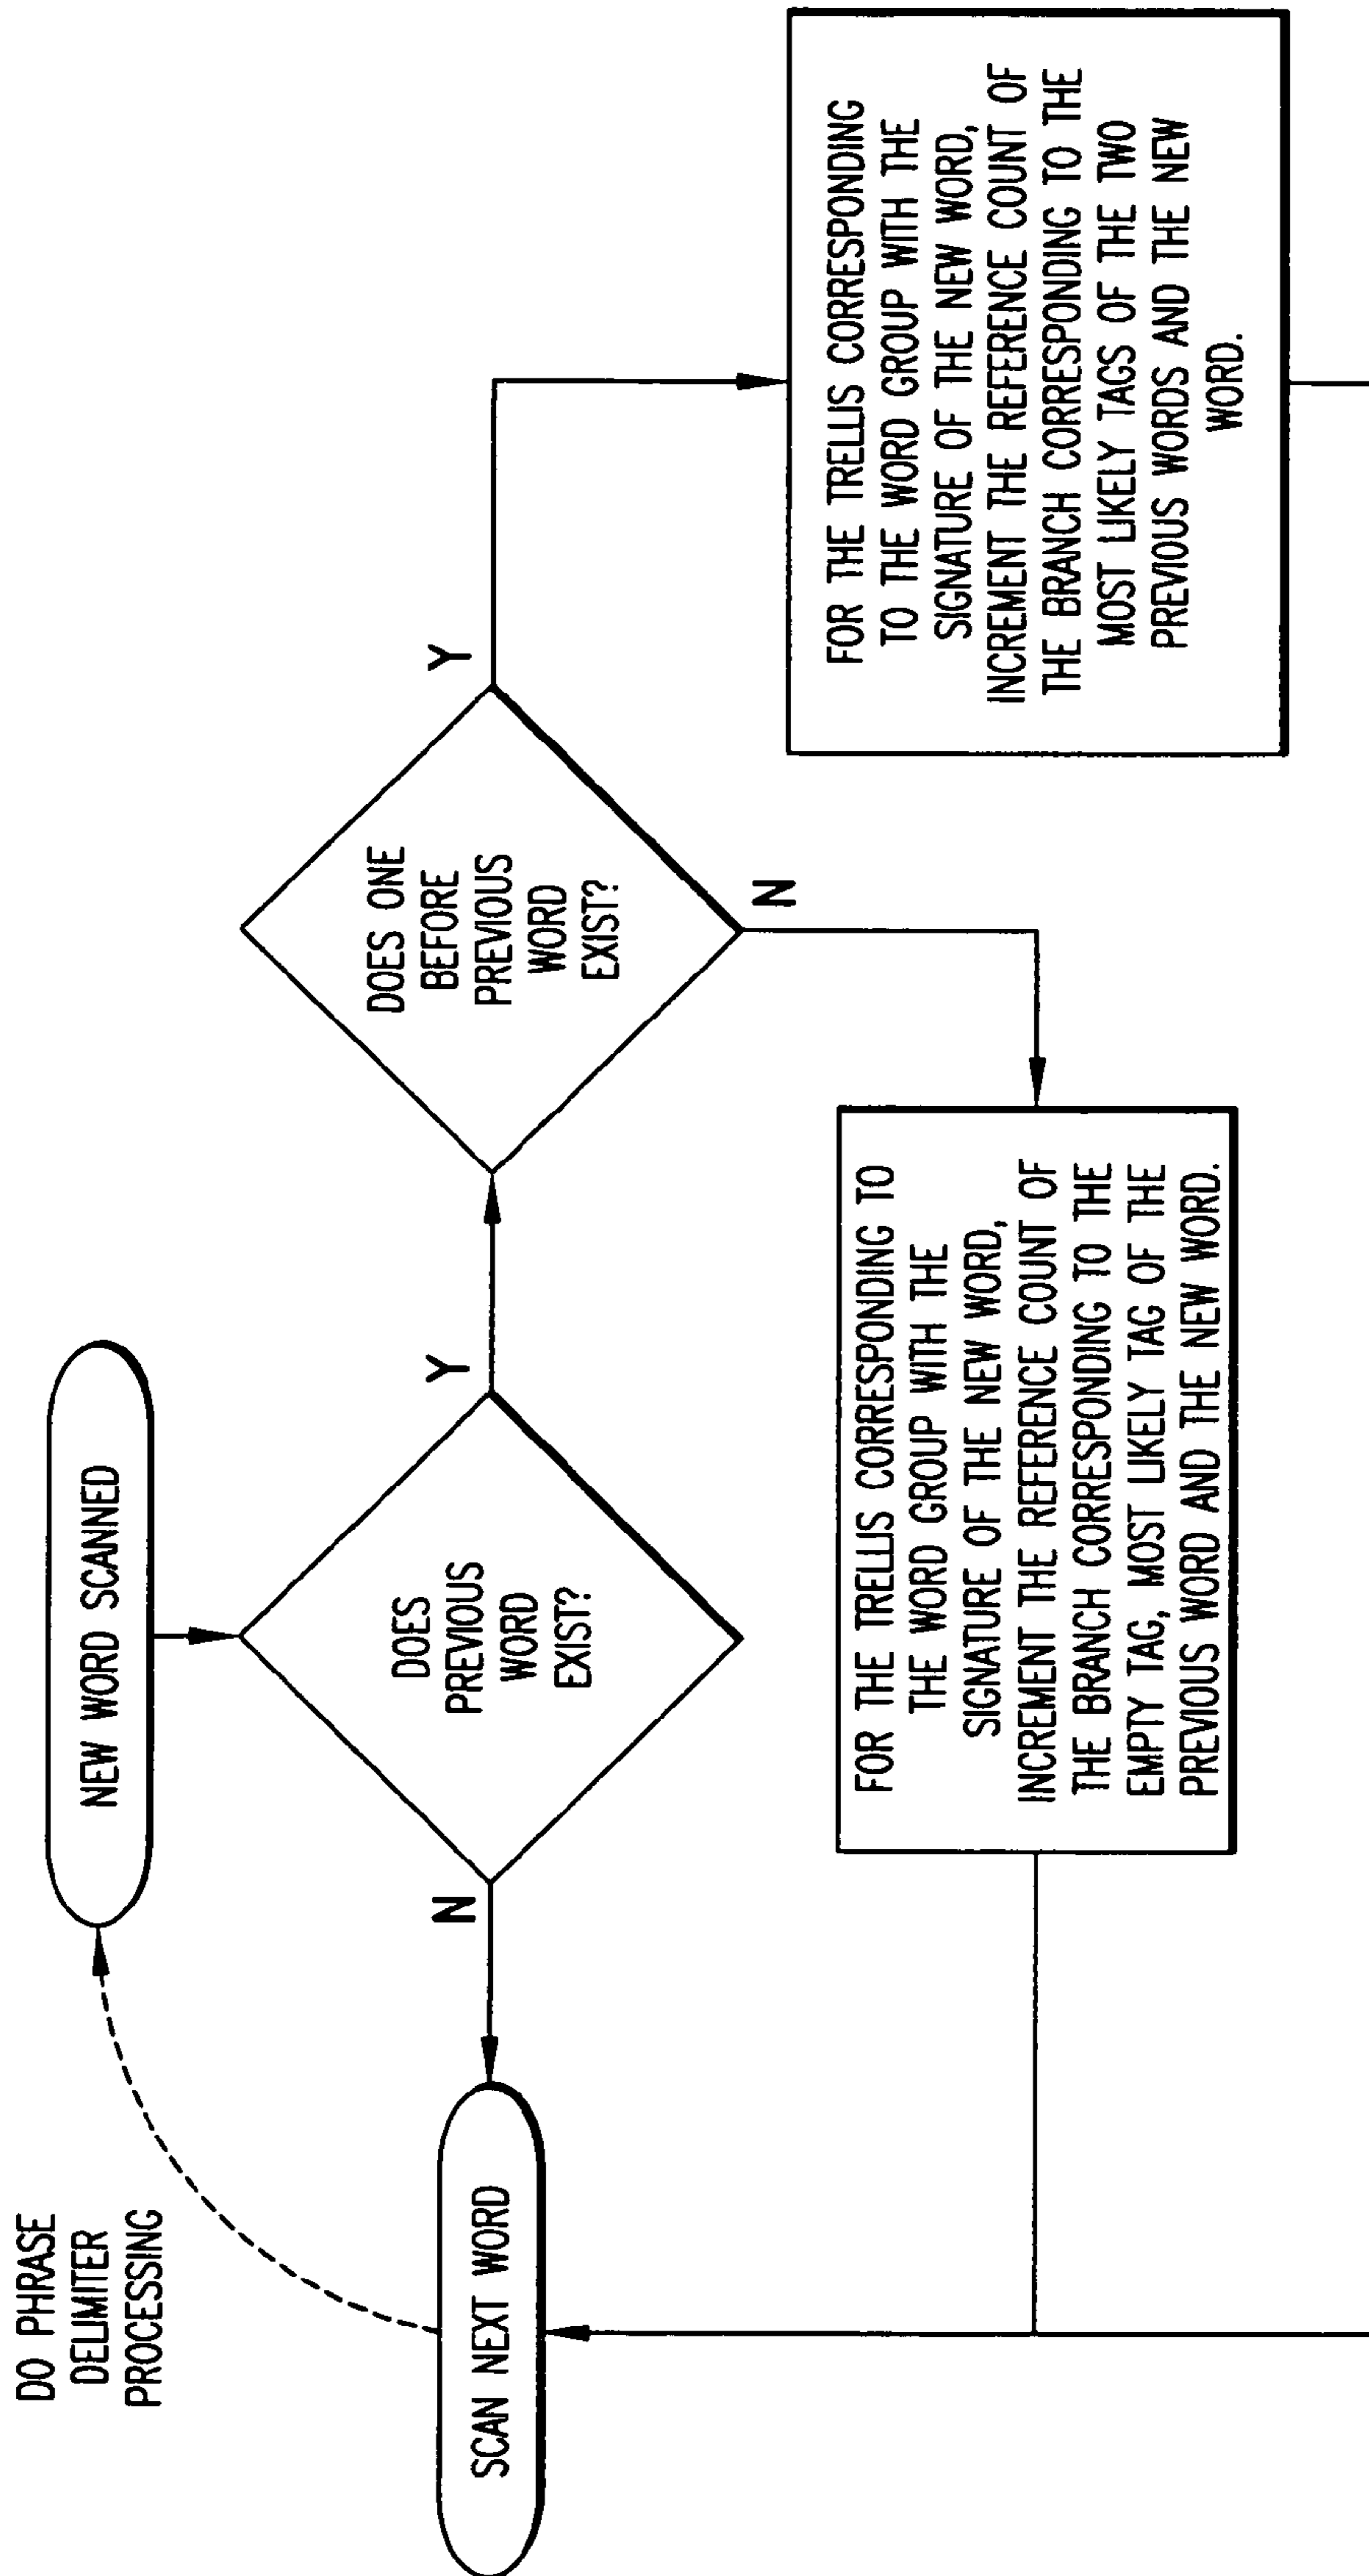 DO PHRASE
DELIMITER
PROCESSING
NEW WORD SCANNED
SCAN NEXT WORD
N
DOES
PREVIOUS
WORD
EXIST?
Y
DOES ONE
BEFORE
PREVIOUS
WORD
EXIST?
Y
N
FOR THE TRELLIS CORRESPONDING TO
THE WORD GROUP WITH THE
SIGNATURE OF THE NEW WORD,
INCREMENT THE REFERENCE COUNT OF
THE BRANCH CORRESPONDING TO THE
EMPTY TAG, MOST LIKELY TAG OF THE
PREVIOUS WORD AND THE NEW WORD.
FOR THE TRELLIS CORRESPONDING
TO THE WORD GROUP WITH THE
SIGNATURE OF THE NEW WORD,
INCREMENT THE REFERENCE COUNT OF
THE BRANCH CORRESPONDING TO THE
MOST LIKELY TAGS OF THE TWO
PREVIOUS WORDS AND THE NEW
WORD.